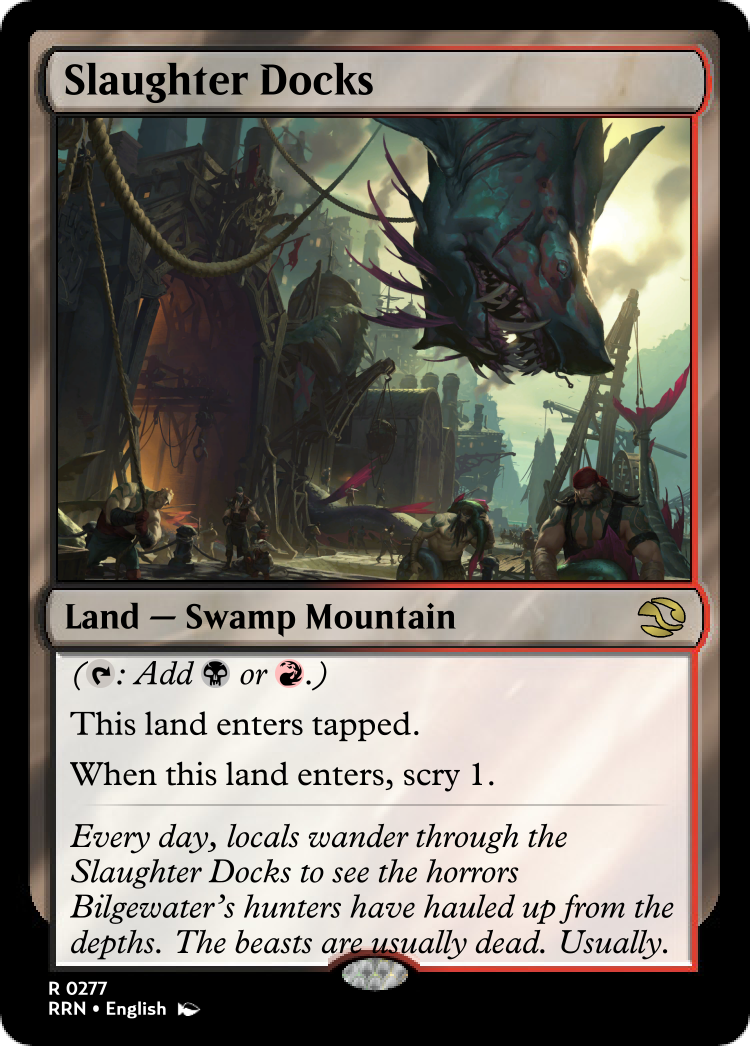 Slaughter Docks
Land — Swamp Mountain
(: Add or .)
This land enters tapped.
When this land enters, scry 1.
Every day, locals wander through the
Slaughter Docks to see the horrors
Bilgewater's hunters have hauled up from the
depths. The beasts are usually dead. Usually.
R 0277
RRN • English